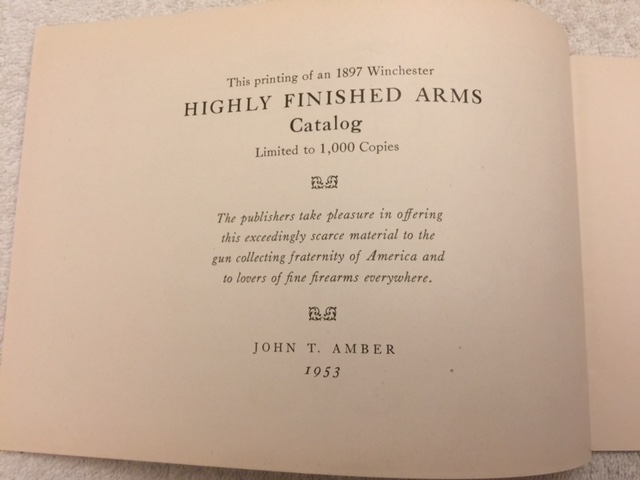 This printing of an 1897 Winchester
HIGHLY FINISHED ARMS
Catalog
Limited to 1,000 Copies
The publishers take pleasure in offering
this exceedingly scarce material to the
gun collecting fraternity of America and
to lovers of fine firearms everywhere.
JOHN T. AMBER
1953